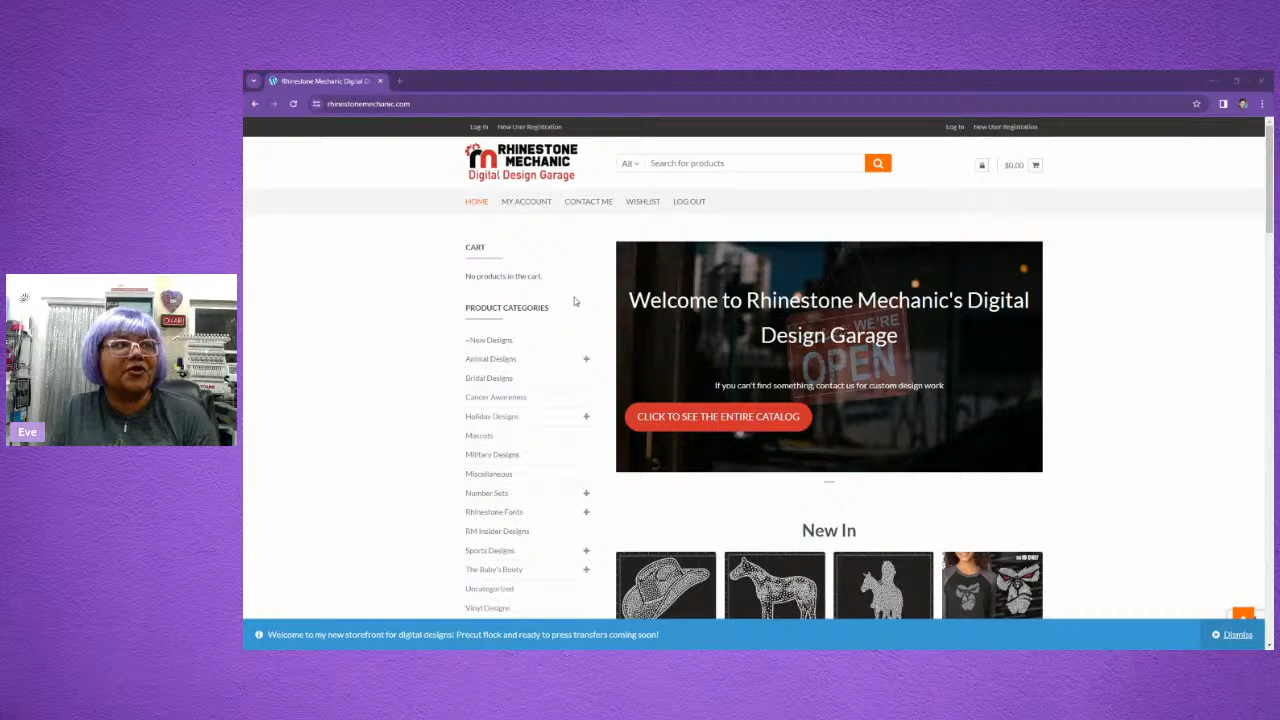 Rhinestone Mechanic Digital D
rhinestonemechanic.com
Log-In New User Registration
Log-In New User Registration
RHINESTONE
MECHANIC
Digital Design Garage
All Search for products
$0.00
HOME MY ACCOUNT CONTACT ME WISHLIST LOG OUT
CART
No products in the cart.
PRODUCT CATEGORIES
~New Designs
Animal Designs
Bridal Designs
Cancer Awareness
Holiday Designs
Mascots
Military Designs
Miscellaneous
Number Sets
Rhinestone Fonts
RM Insider Designs
Sports Designs
The Baby's Booty
Uncategorized
Vinyl Designs
Welcome to Rhinestone Mechanic's Digital
Design Garage
WE'RE
OPEN
If you can't find something, contact us for custom design work
CLICK TO SEE THE ENTIRE CATALOG
New In
Welcome to my new storefront for digital designs! Precut flock and ready to press transfers coming soon!
Dismiss
ON AIR
Eve